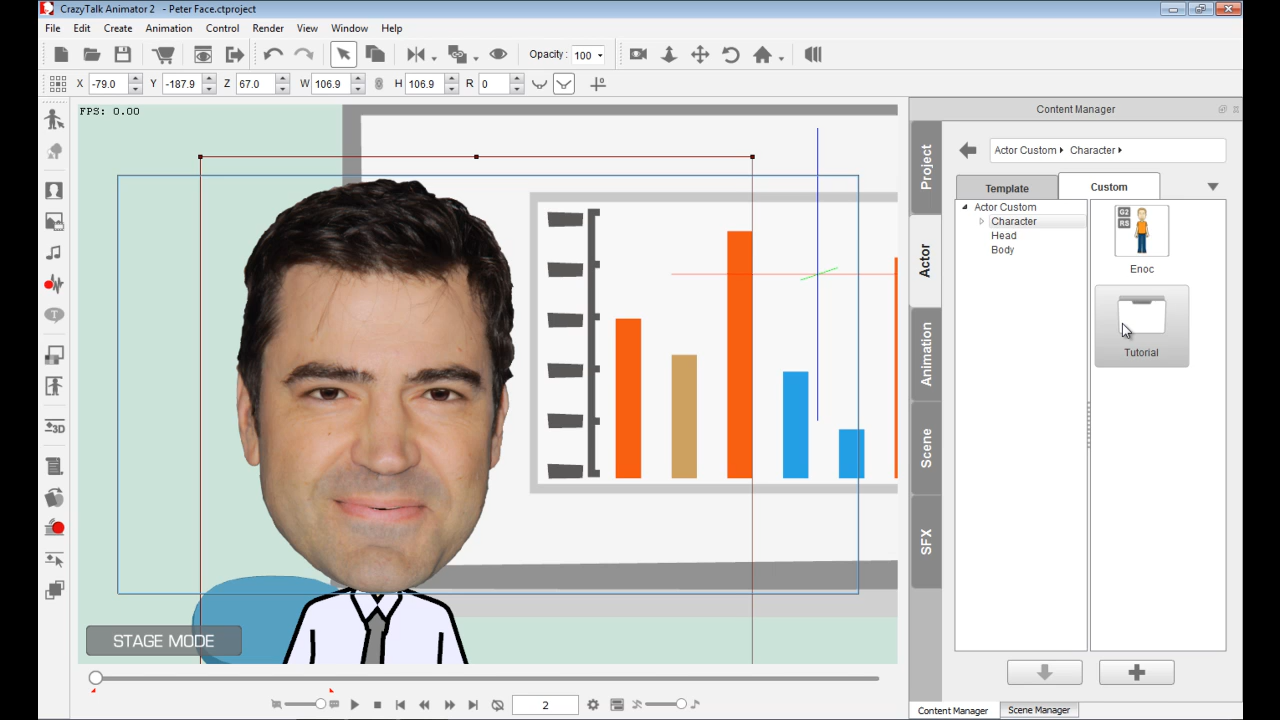 CrazyTalk Animator 2 - Peter Face.ctproject
File Edit Create Animation Control Render View Window Help
Opacity: 100
X -79.0 Y -187.9 Z 67.0 W 106.9 H 106.9 R 0
FPS: 0.00
Content Manager
Actor Custom Character
Template Custom
Project
Actor
Animation
Scene
SFX
Actor Custom
Character
Head
Body
G2
RS
Enoc
Tutorial
STAGE MODE
3D
2
Content Manager Scene Manager